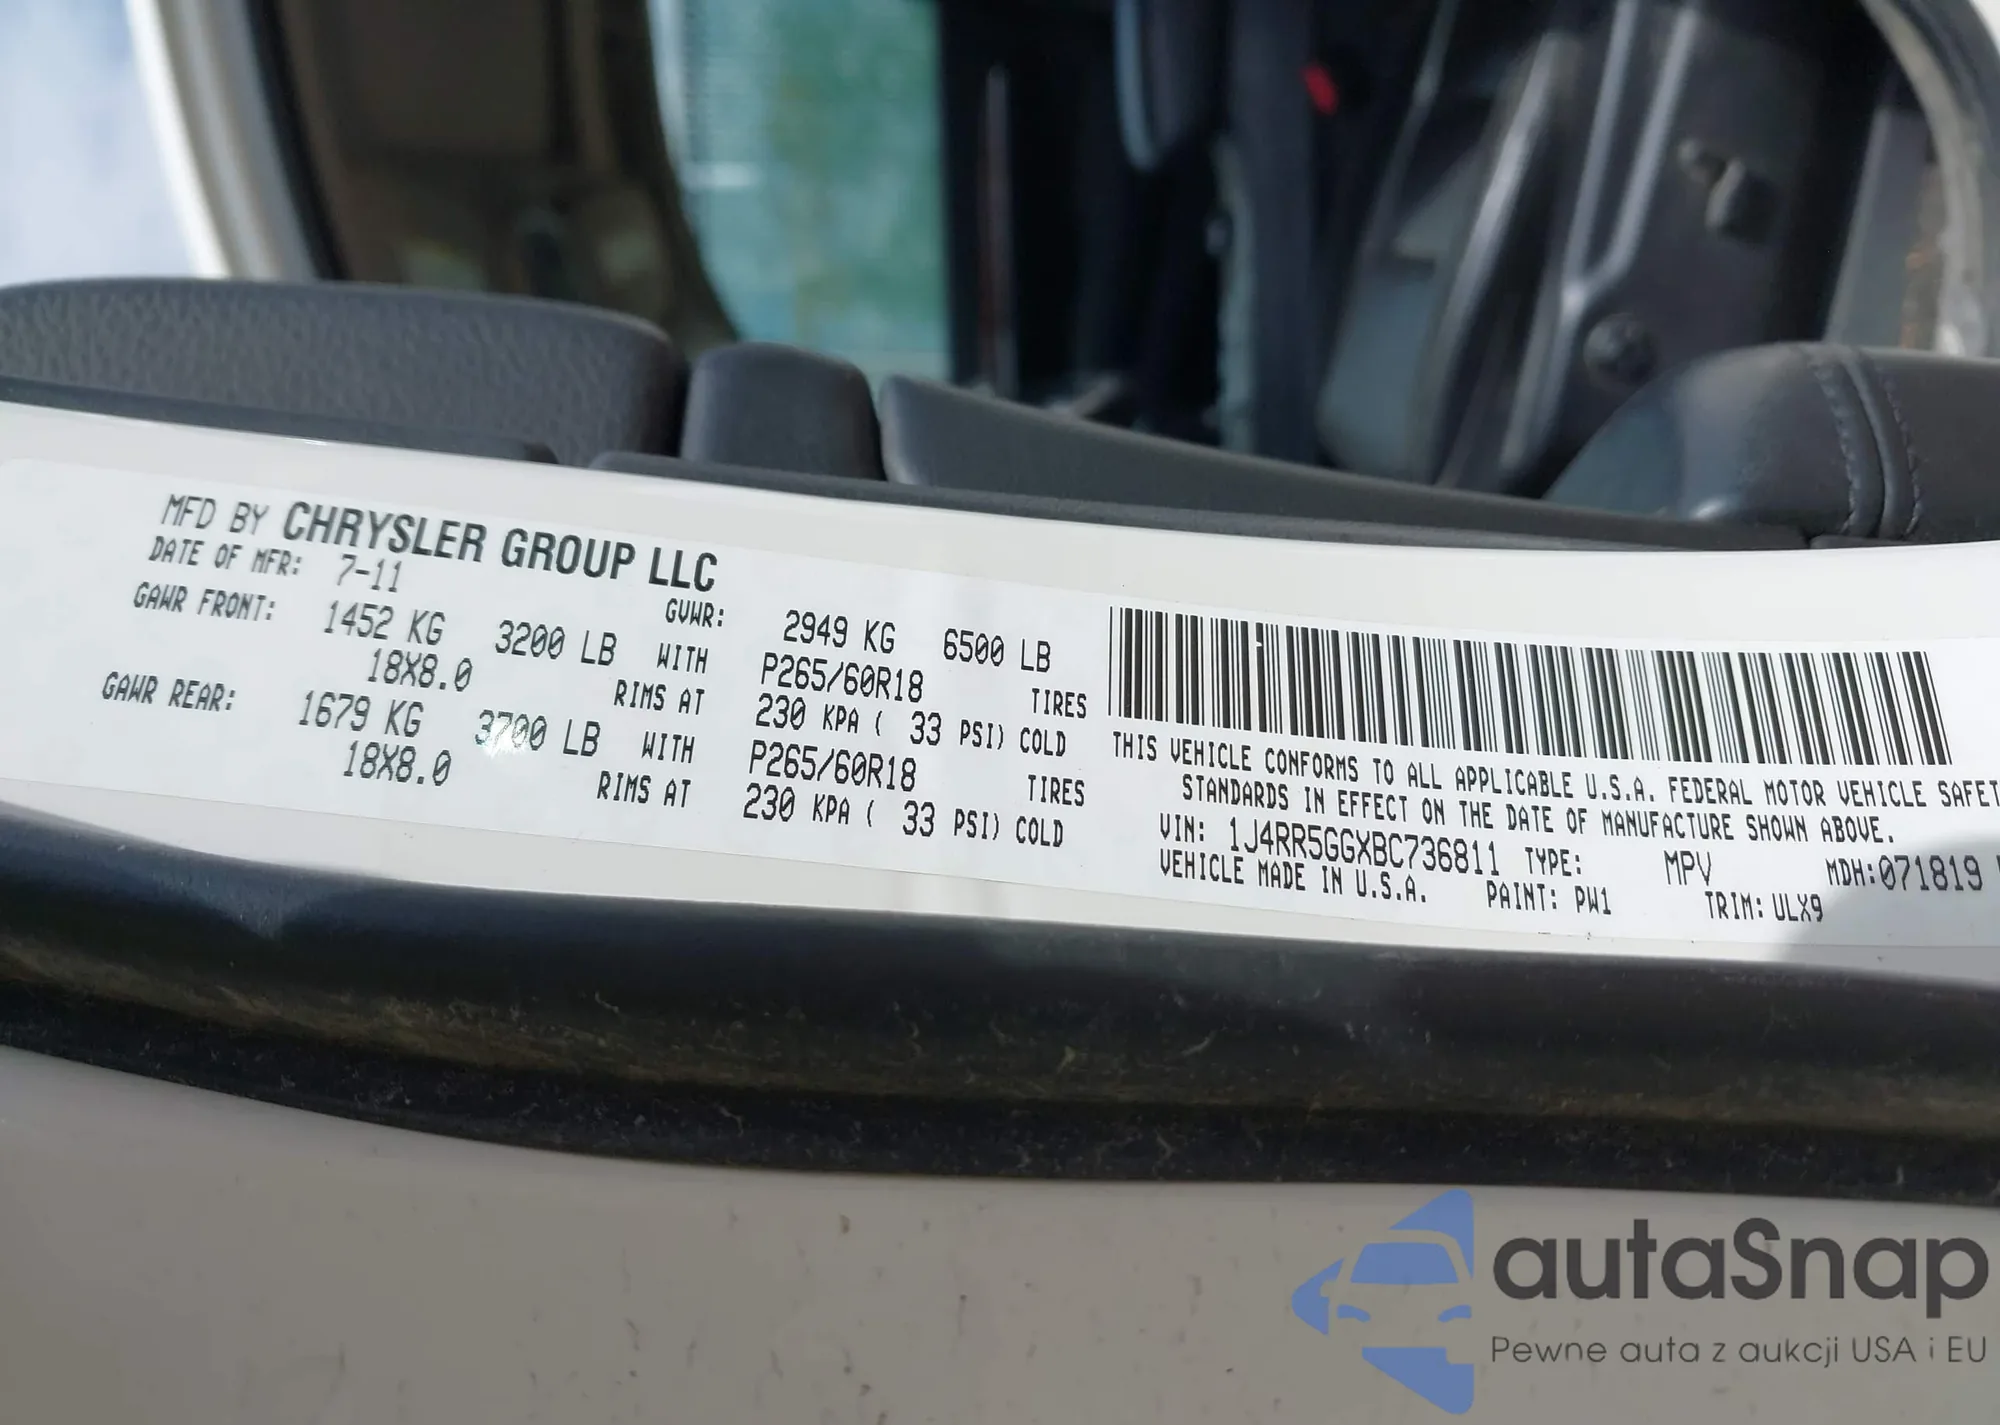 MFD BY CHRYSLER GROUP LLC
DATE OF MFR: 7-11 GVWR: 2949 KG 6500 LB
GAWR FRONT: 1452 KG 3200 LB WITH P265/60R18 TIRES
18X8.0 RIMS AT 230 KPA ( 33 PSI) COLD
GAWR REAR: 1679 KG 3700 LB WITH P265/60R18 TIRES
18X8.0 RIMS AT 230 KPA ( 33 PSI) COLD
THIS VEHICLE CONFORMS TO ALL APPLICABLE U.S.A. FEDERAL MOTOR VEHICLE SAFET
STANDARDS IN EFFECT ON THE DATE OF MANUFACTURE SHOWN ABOVE.
VIN: 1J4RR5GGXBC736811 TYPE: MPV MDH:071819
VEHICLE MADE IN U.S.A. PAINT: PW1 TRIM: ULX9
autaSnap
Pewne auta z aukcji USA i EU